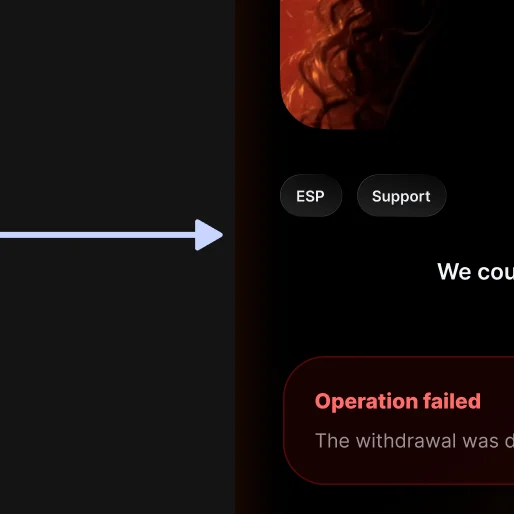 ESP
Support
We cou
Operation failed
The withdrawal was d